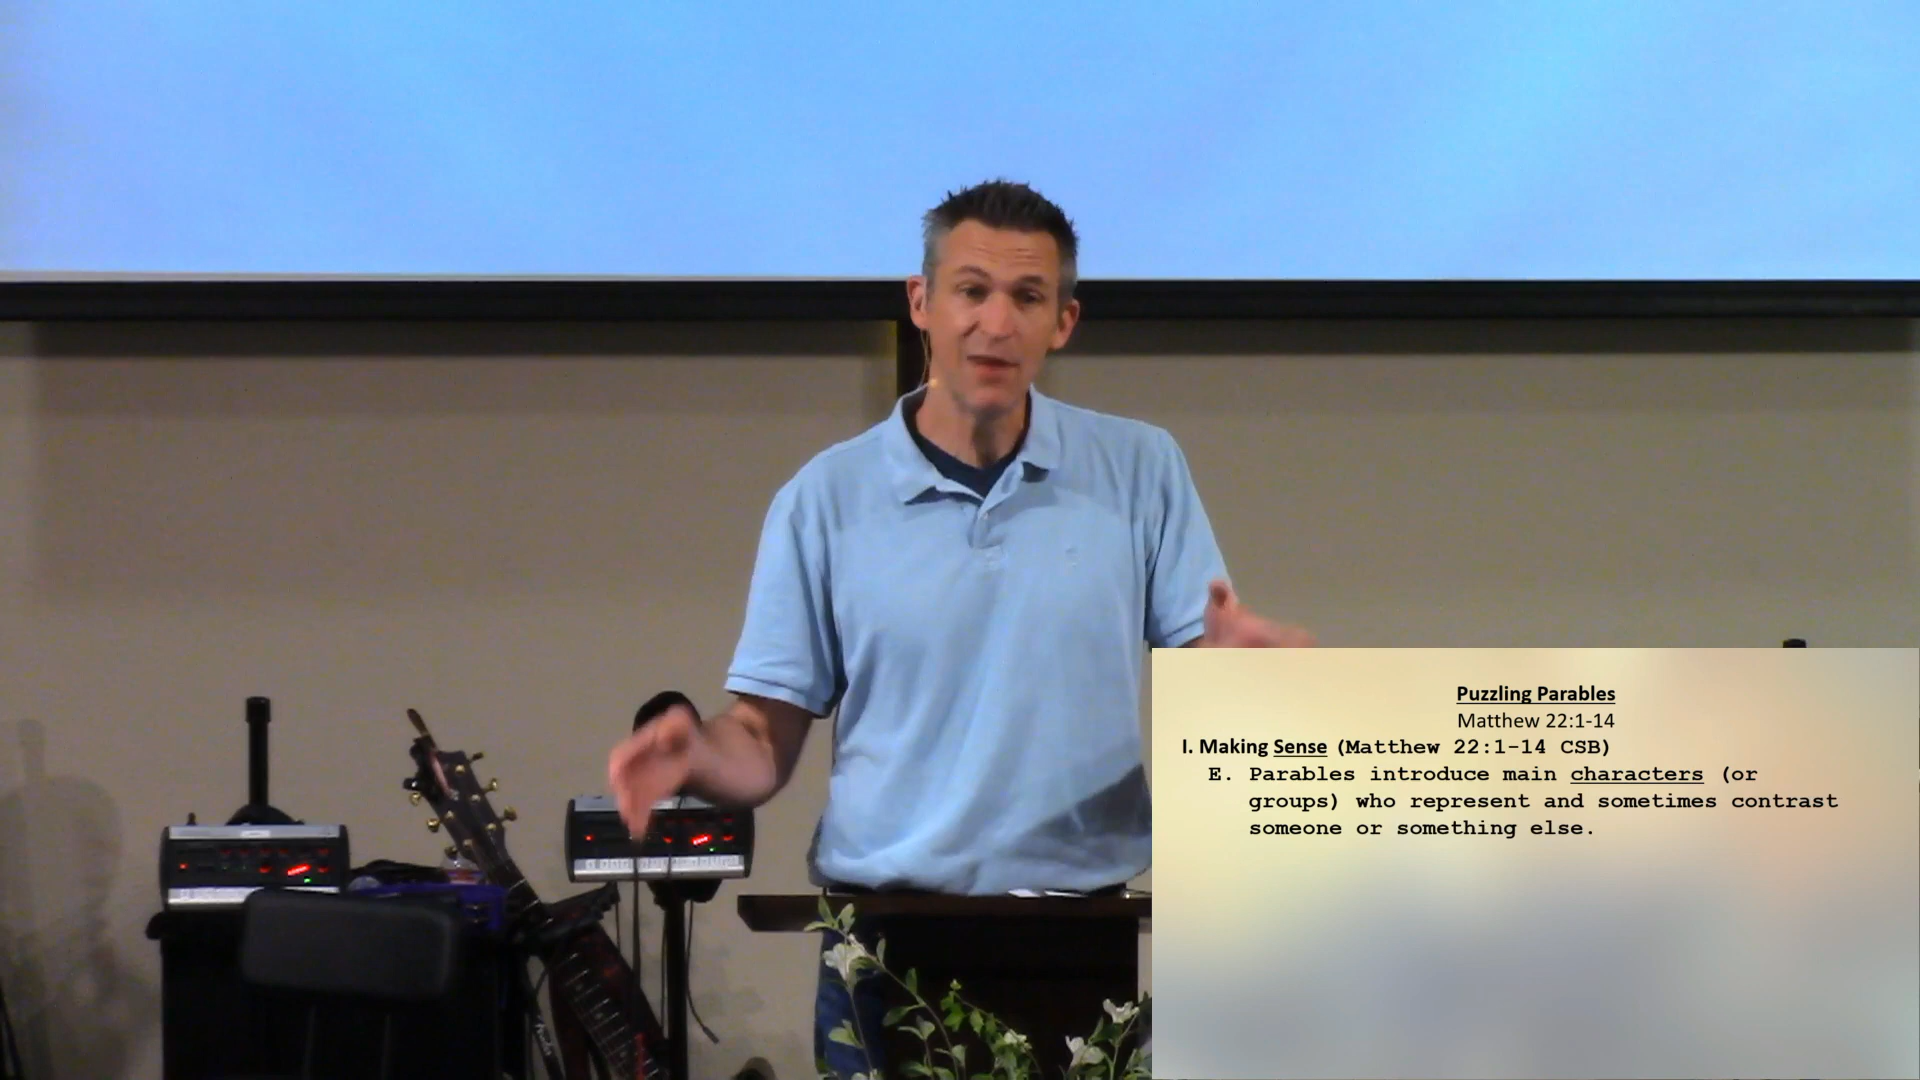 Puzzling Parables
Matthew 22:1-14
I. Making Sense (Matthew 22:1-14 CSB)
E. Parables introduce main characters (or
groups) who represent and sometimes contrast
someone or something else.